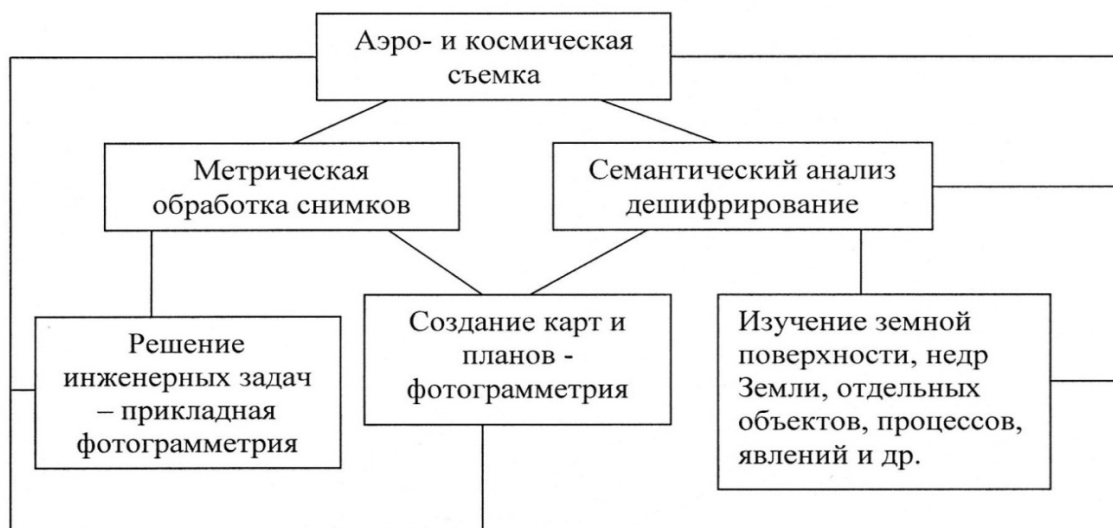 Аэро- и космическая
съемка
Метрическая
обработка снимков
Семантический анализ
дешифрирование
Решение
инженерных задач
– прикладная
фотограмметрия
Создание карт и
планов -
фотограмметрия
Изучение земной
поверхности, недр
Земли, отдельных
объектов, процессов,
явлений и др.